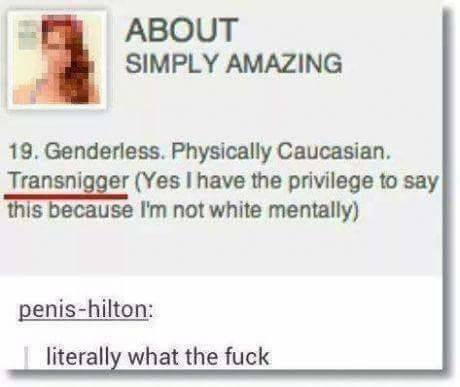 ABOUT
SIMPLY AMAZING
19. Genderless. Physically Caucasian.
Transnigger (Yes I have the privilege to say
this because I'm not white mentally)
penis-hilton:
literally what the fuck